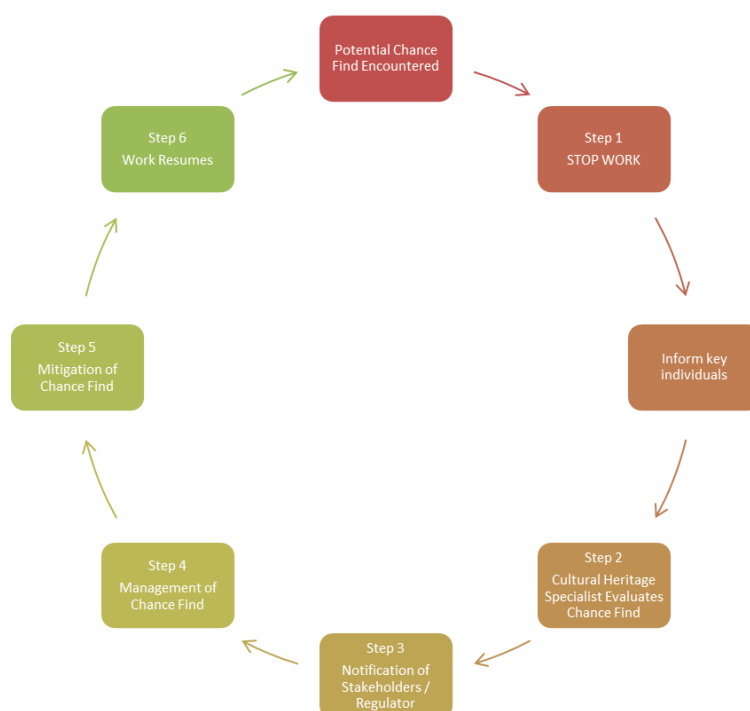 Potential Chance
Find Encountered
Step 1
STOP WORK
Inform key
individuals
Step 2
Cultural Heritage
Specialist Evaluates
Chance Find
Step 3
Notification of
Stakeholders /
Regulator
Step 4
Management of
Chance Find
Step 5
Mitigation of
Chance Find
Step 6
Work Resumes